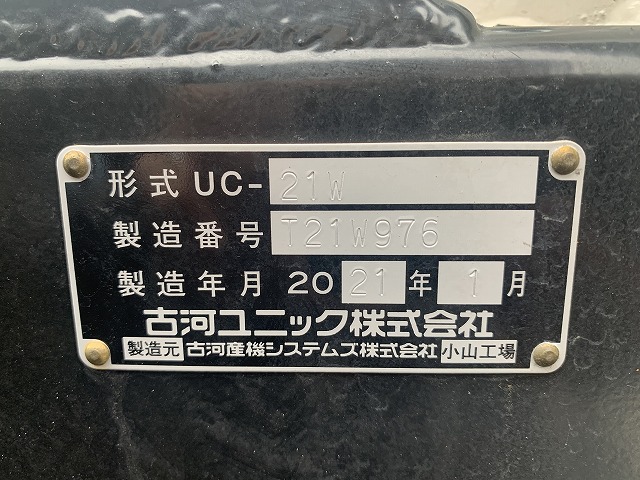 形式 UC- 21W
製造番号 T21W976
製造年月 2021年 1月
古河ユニック株式会社
製造元 古河産機システムズ株式会社 小山工場